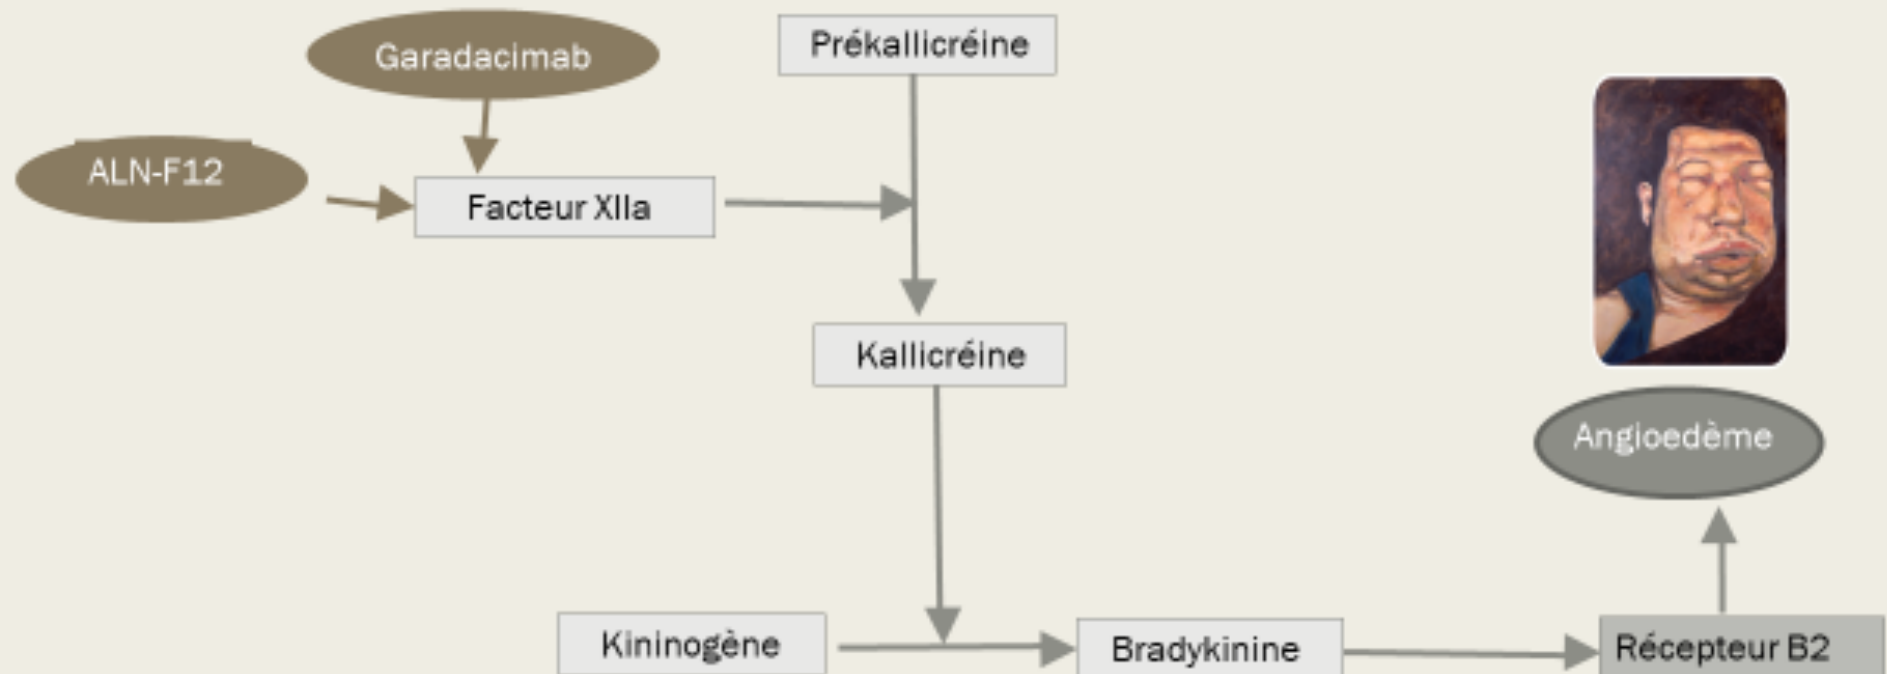 Garadacimab
Prékallicréine
ALN-F12
Facteur XIIa
Kallicréine
Angioedème
Kininogène
Bradykinine
Récepteur B2